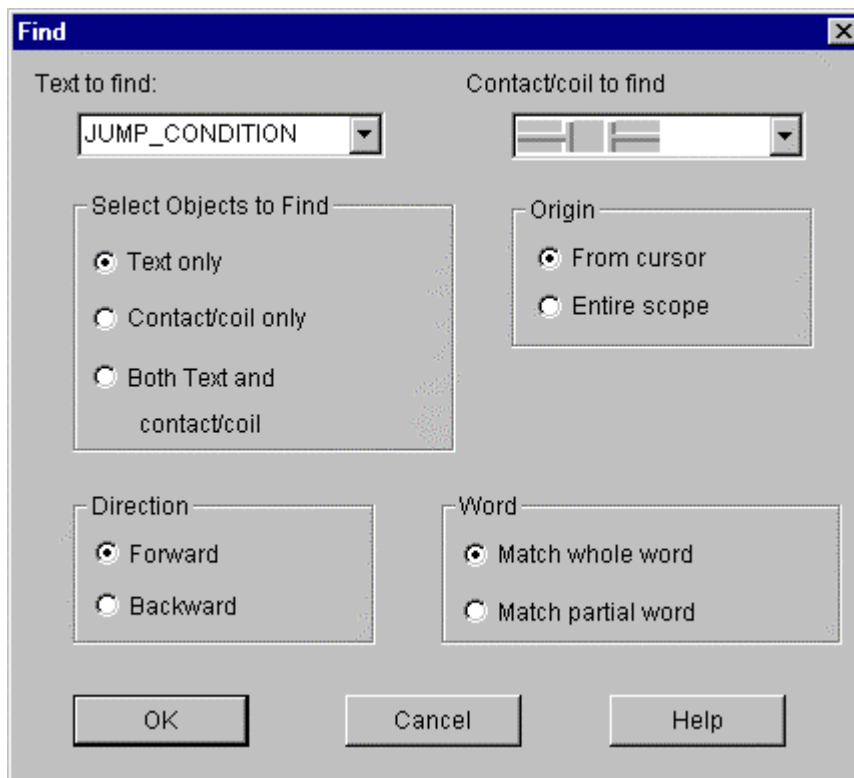 Find
Text to find:
Contact/coil to find
JUMP_CONDITION
Select Objects to Find
Origin
Text only
From cursor
Contact/coil only
Entire scope
Both Text and
contact/coil
Direction
Word
Forward
Match whole word
Backward
Match partial word
OK
Cancel
Help